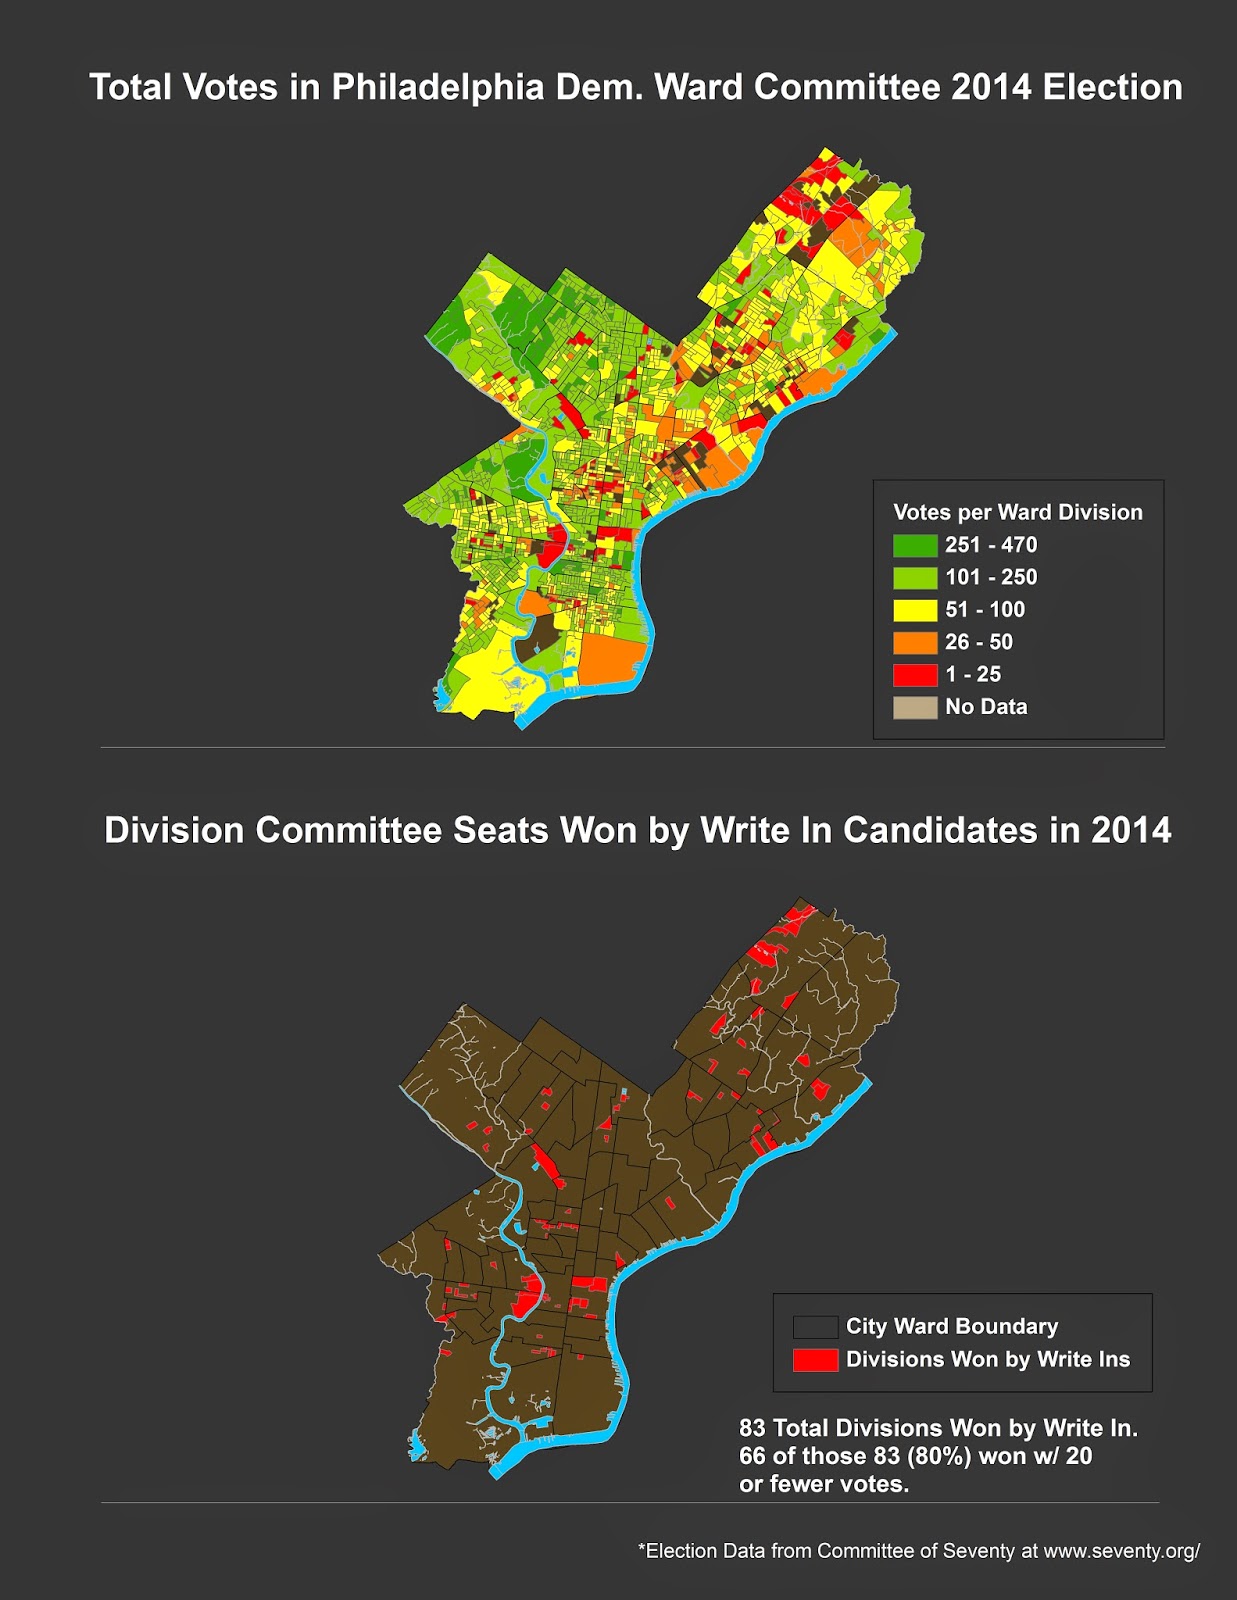 Total Votes in Philadelphia Dem. Ward Committee 2014 Election
Votes per Ward Division
251 - 470
101 - 250
51 - 100
26 - 50
1 - 25
No Data
Division Committee Seats Won by Write In Candidates in 2014
City Ward Boundary
Divisions Won by Write Ins
83 Total Divisions Won by Write In.
66 of those 83 (80%) won w/ 20
or fewer votes.
*Election Data from Committee of Seventy at www.seventy.org/